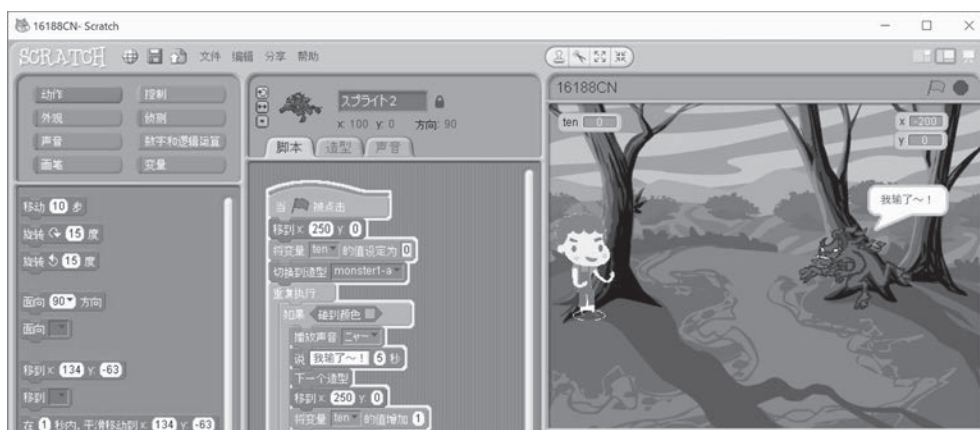 16188CN- Scratch
SCRATCH 文件 编辑 分享 帮助
动作 控制
外观 侦测
声音 数字和逻辑运算
画笔 变量
移动 10 步
旋转 15 度
旋转 15 度
面向 90 方向
面向
移到 x: 134 y: -63
移到
在 1 秒内, 平滑移动到 x: 134 y: -63
スプライト2
x: 100 y: 0 方向: 90
脚本 造型 声音
当 被点击
移到 x: 250 y: 0
将变量 ten 的值设定为 0
切换到造型 monster1-a
重复执行
如果 碰到颜色
播放声音 ニャー
说 我输了～！ 5 秒
下一个造型
移到 x: 250 y: 0
将变量 ten 的值增加 1
16188CN
ten 0
x -200
y 0
我输了～！